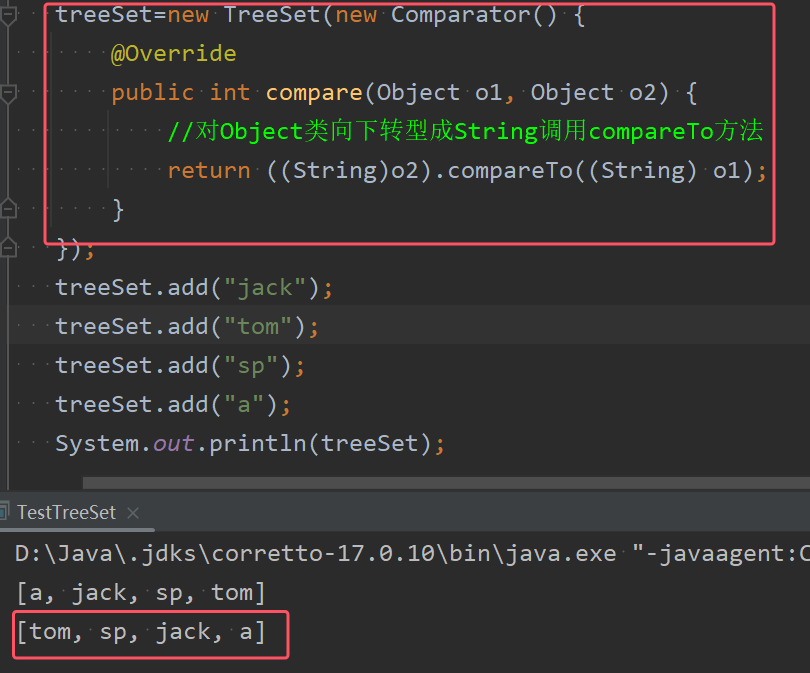 treeSet=new TreeSet(new Comparator() {
@Override
public int compare(Object o1, Object o2) {
//对Object类向下转型成String调用compareTo方法
return ((String)o2).compareTo((String) o1);
}
});
treeSet.add("jack");
treeSet.add("tom");
treeSet.add("sp");
treeSet.add("a");
System.out.println(treeSet);
TestTreeSet ×
D:\Java\.jdks\corretto-17.0.10\bin\java.exe "-javaagent:C
[a, jack, sp, tom]
[tom, sp, jack, a]